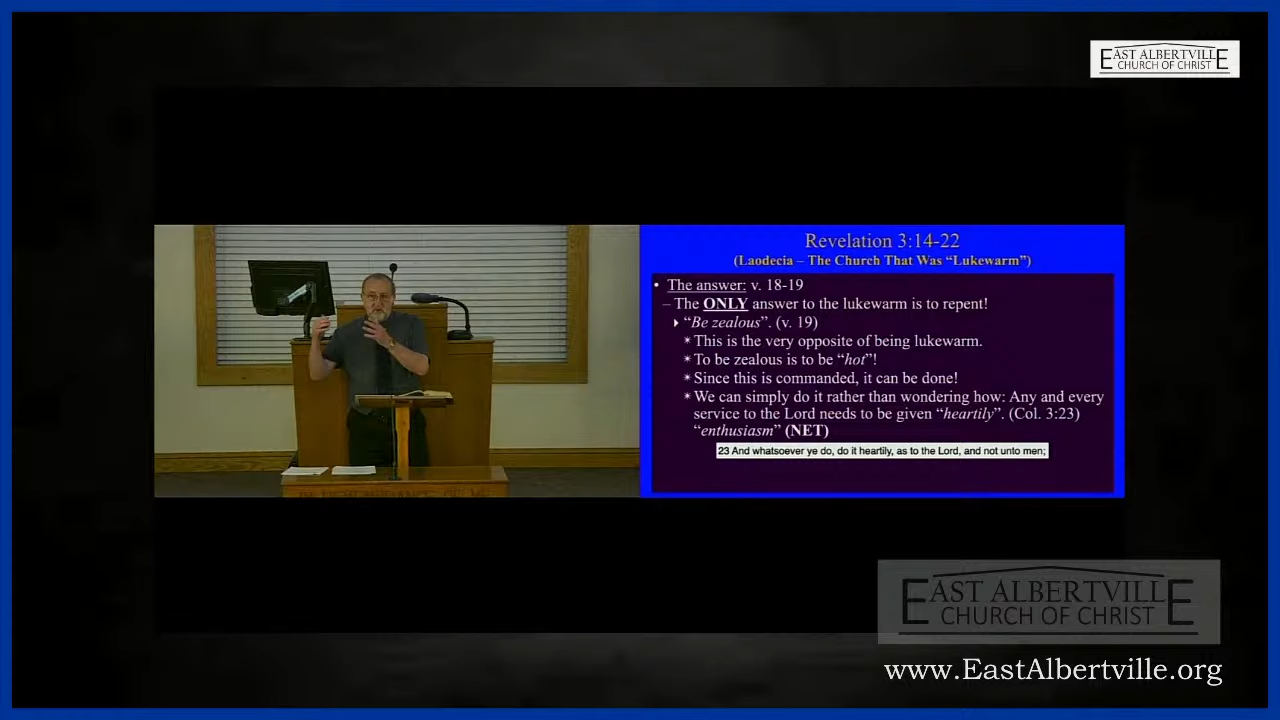 EAST ALBERTVILLE
CHURCH OF CHRIST
Revelation 3:14-22
(Laodecia – The Church That Was “Lukewarm”)
• The answer: v. 18-19
– The ONLY answer to the lukewarm is to repent!
“Be zealous”. (v. 19)
* This is the very opposite of being lukewarm.
* To be zealous is to be “hot”!
* Since this is commanded, it can be done!
* We can simply do it rather than wondering how: Any and every
service to the Lord needs to be given “heartily”. (Col. 3:23)
“enthusiasm” (NET)
23 And whatsoever ye do, do it heartily, as to the Lord, and not unto men;
EAST ALBERTVILLE
CHURCH OF CHRIST
www.EastAlbertville.org